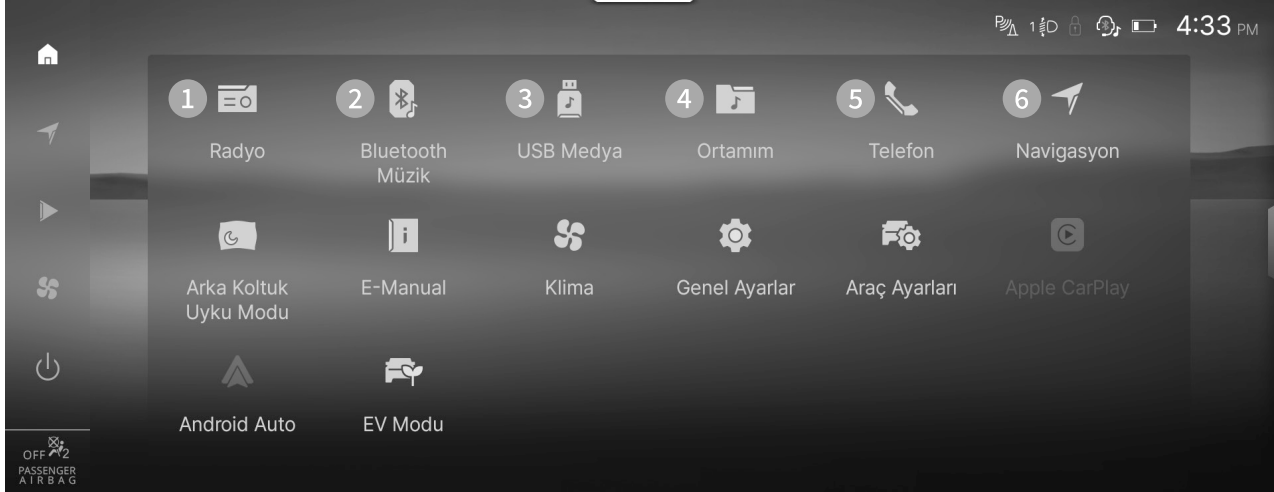 4:33 PM
1 Radyo
2 Bluetooth
Müzik
3 USB Medya
4 Ortamım
5 Telefon
6 Navigasyon
Arka Koltuk
Uyku Modu
E-Manual
Klima
Genel Ayarlar
Araç Ayarları
Apple CarPlay
Android Auto
EV Modu
OFF 2
PASSENGER
AIRBAG